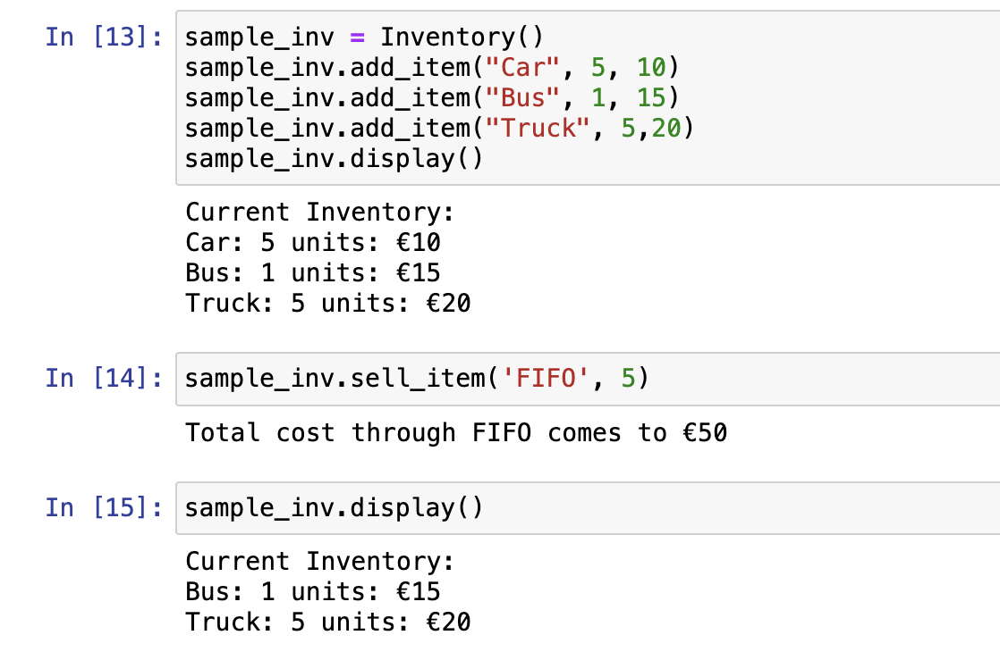 In [13]: sample_inv = Inventory()
sample_inv.add_item("Car", 5, 10)
sample_inv.add_item("Bus", 1, 15)
sample_inv.add_item("Truck", 5,20)
sample_inv.display()
Current Inventory:
Car: 5 units: €10
Bus: 1 units: €15
Truck: 5 units: €20
In [14]: sample_inv.sell_item('FIFO', 5)
Total cost through FIFO comes to €50
In [15]: sample_inv.display()
Current Inventory:
Bus: 1 units: €15
Truck: 5 units: €20